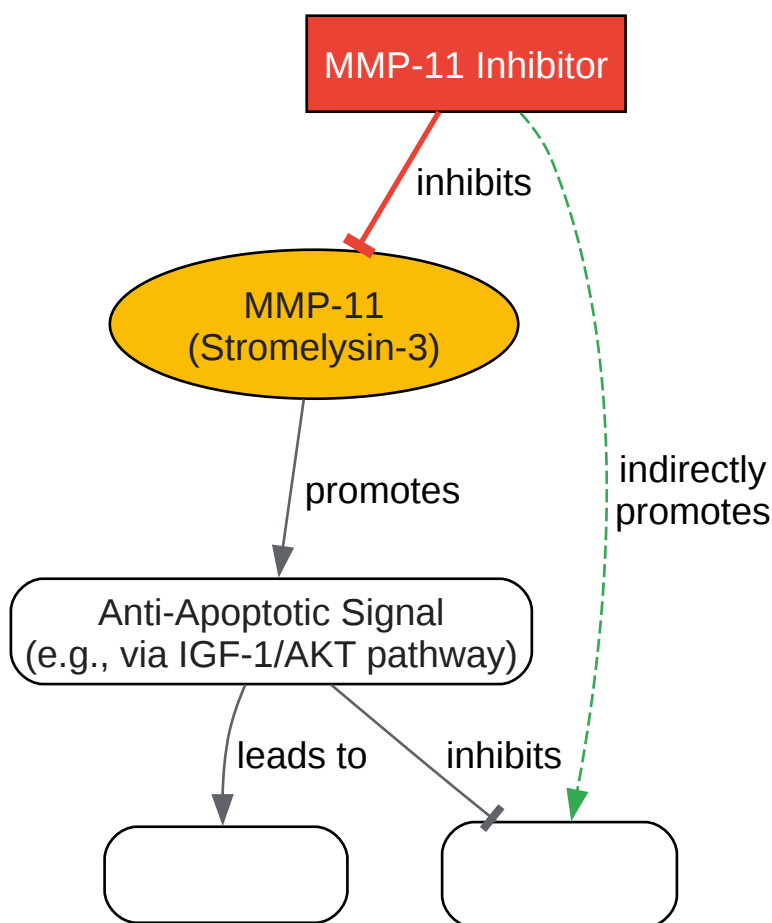 MMP-11 Inhibitor
inhibits
MMP-11
(Stromelysin-3)
indirectly
promotes
promotes
Anti-Apoptotic Signal
(e.g., via IGF-1/AKT pathway)
leads to
inhibits